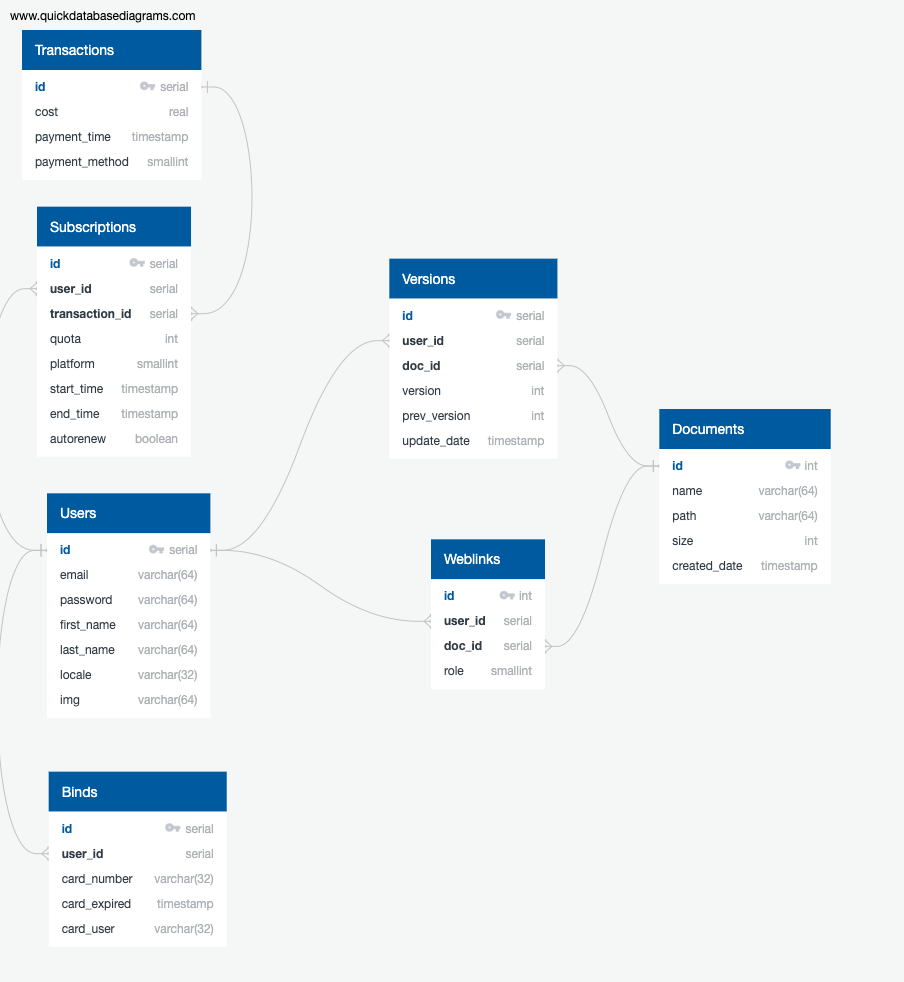 www.quickdatabasediagrams.com
Transactions
id serial
cost real
payment_time timestamp
payment_method smallint
Subscriptions
id serial
user_id serial
transaction_id serial
quota int
platform smallint
start_time timestamp
end_time timestamp
autorenew boolean
Versions
id serial
user_id serial
doc_id serial
version int
prev_version int
update_date timestamp
Documents
id int
name varchar(64)
path varchar(64)
size int
created_date timestamp
Users
id serial
email varchar(64)
password varchar(64)
first_name varchar(64)
last_name varchar(64)
locale varchar(32)
img varchar(64)
Weblinks
id int
user_id serial
doc_id serial
role smallint
Binds
id serial
user_id serial
card_number varchar(32)
card_expired timestamp
card_user varchar(32)